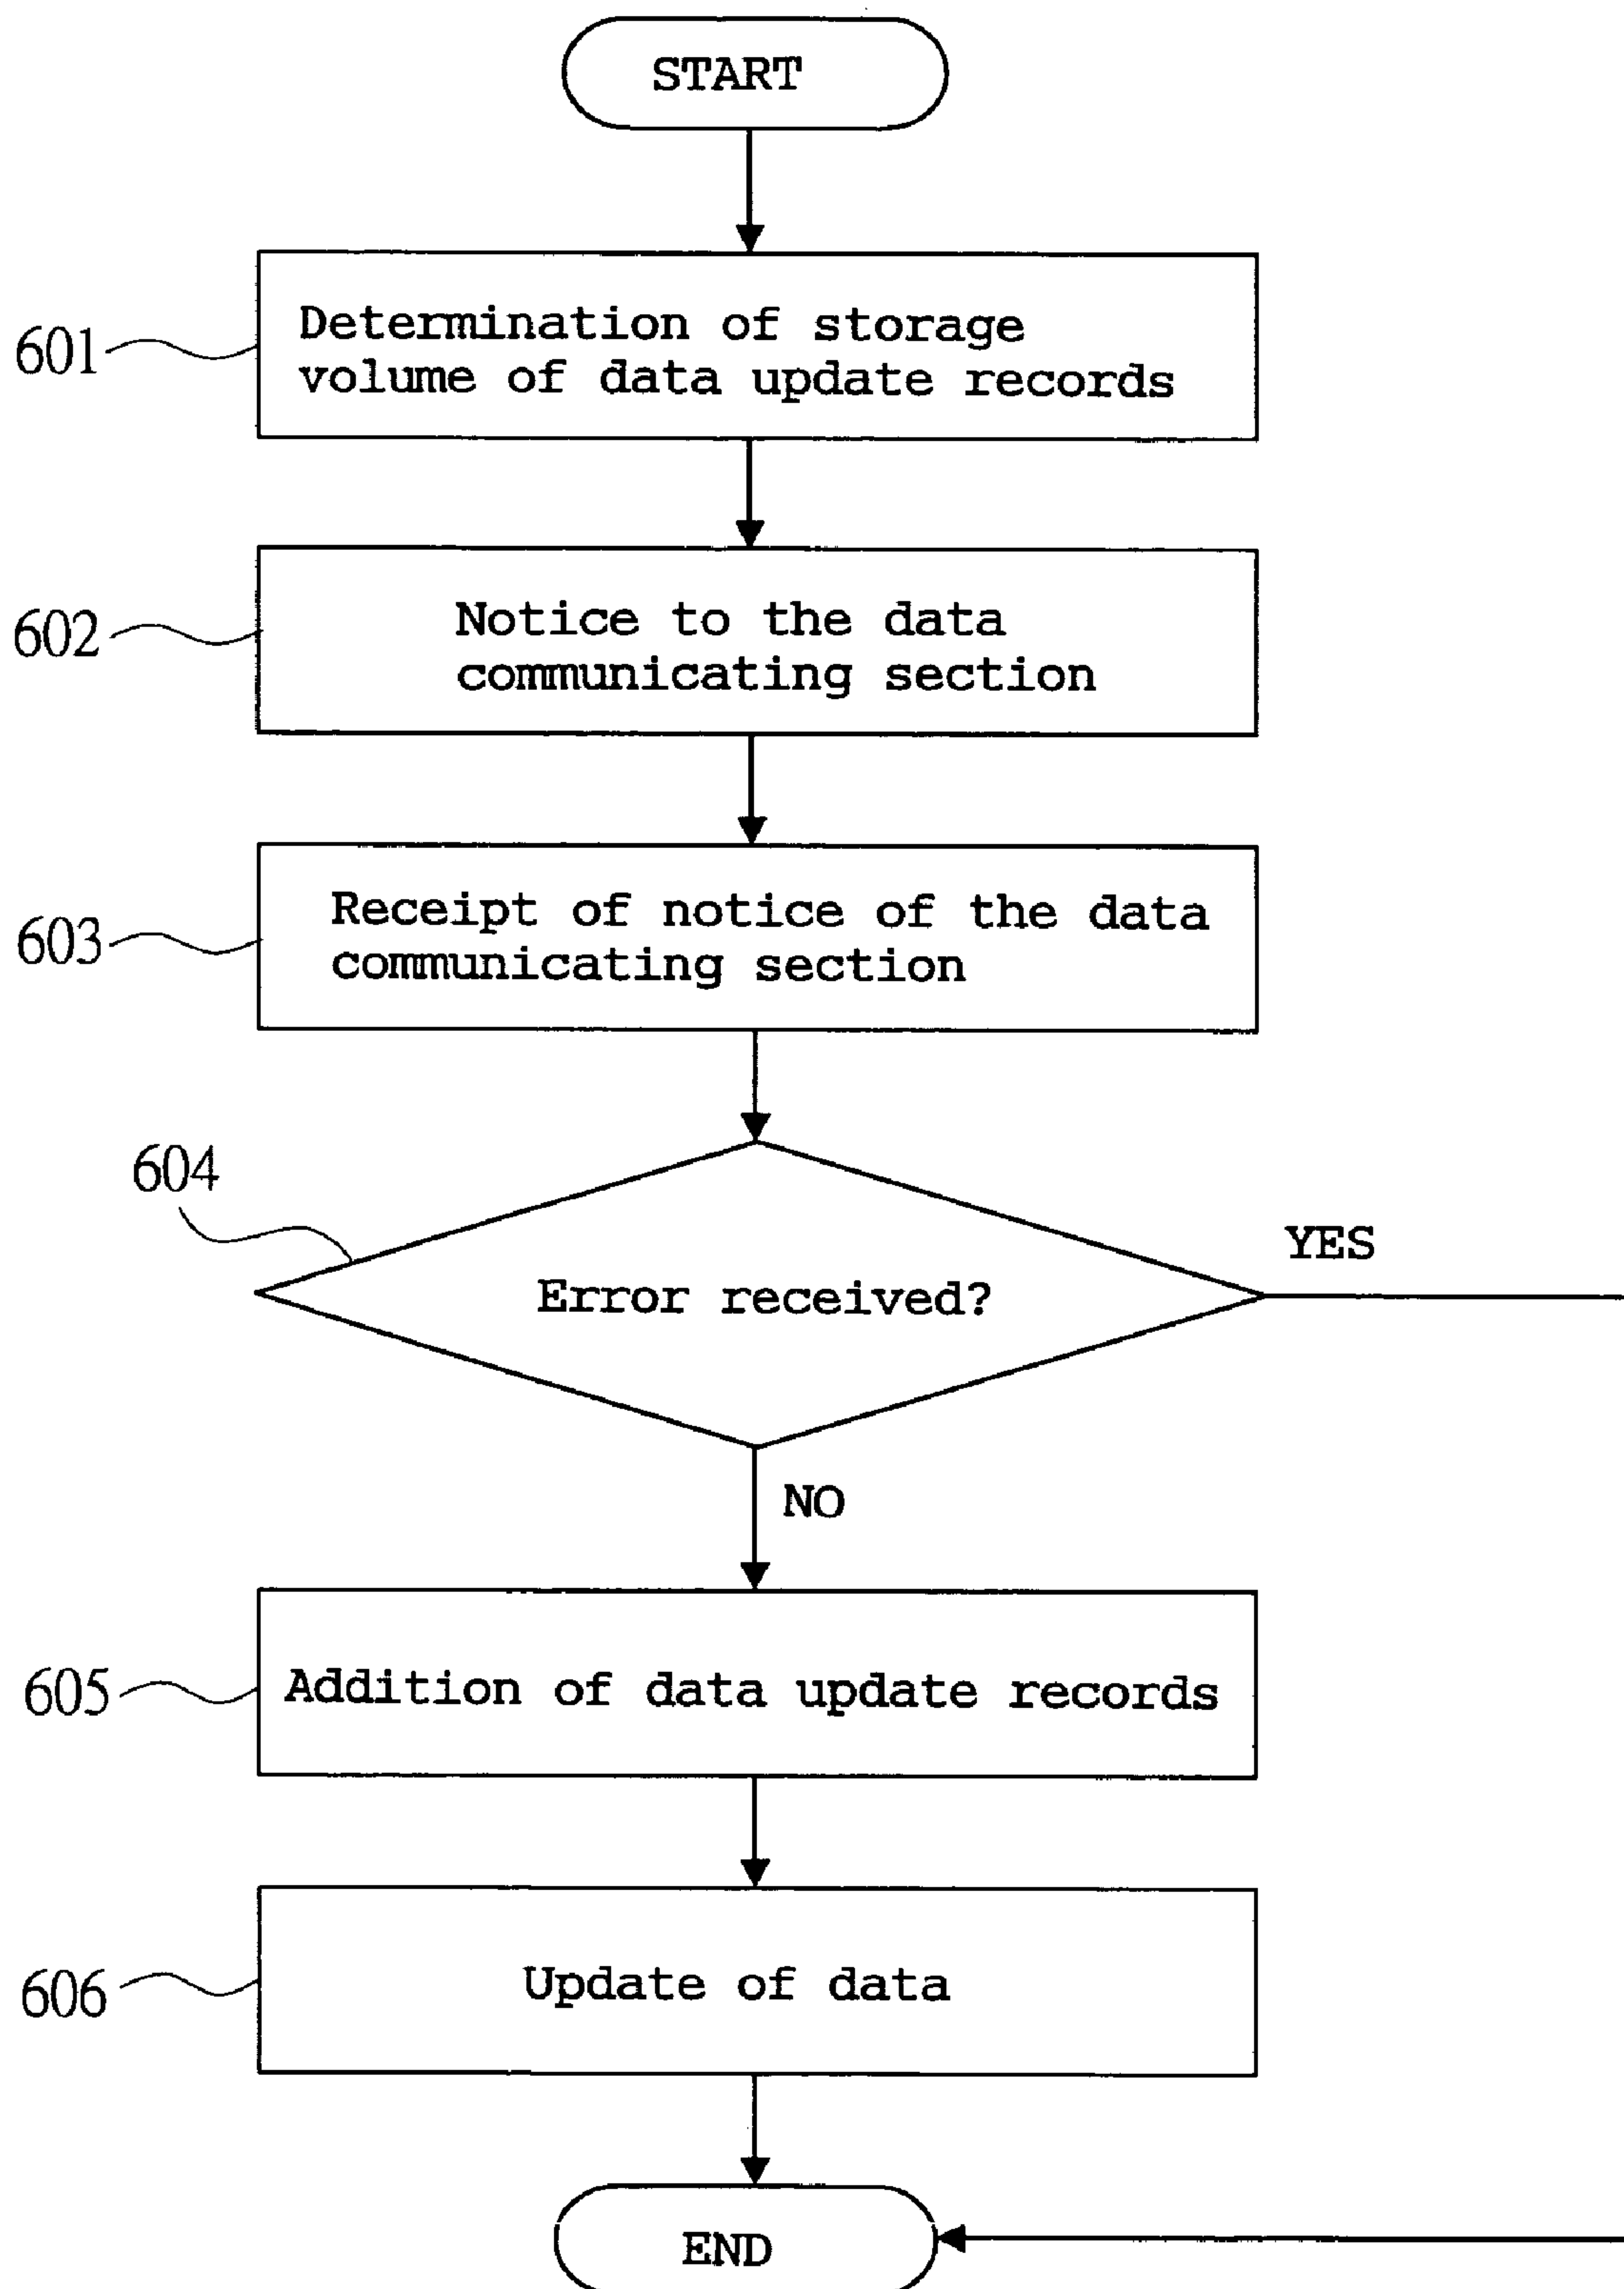 START
601
Determination of storage
volume of data update records
602
Notice to the data
communicating section
603
Receipt of notice of the data
communicating section
604
Error received?
YES
NO
605
Addition of data update records
606
Update of data
END